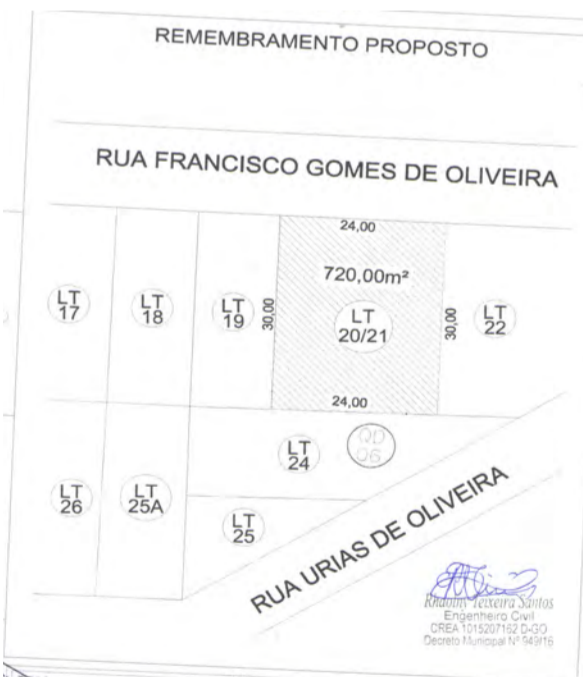 REMEMBRAMENTO PROPOSTO
RUA FRANCISCO GOMES DE OLIVEIRA
24,00
720,00m²
LT
17
LT
18
LT
19
30,00
LT
20/21
30,00
LT
22
24,00
LT
24
QD
06
LT
26
LT
25A
LT
25
RUA URIAS DE OLIVEIRA
Teixeira Santos
Engenheiro Civil
CREA 1015207162 D-GO
Decreto Municipal Nº 949/16